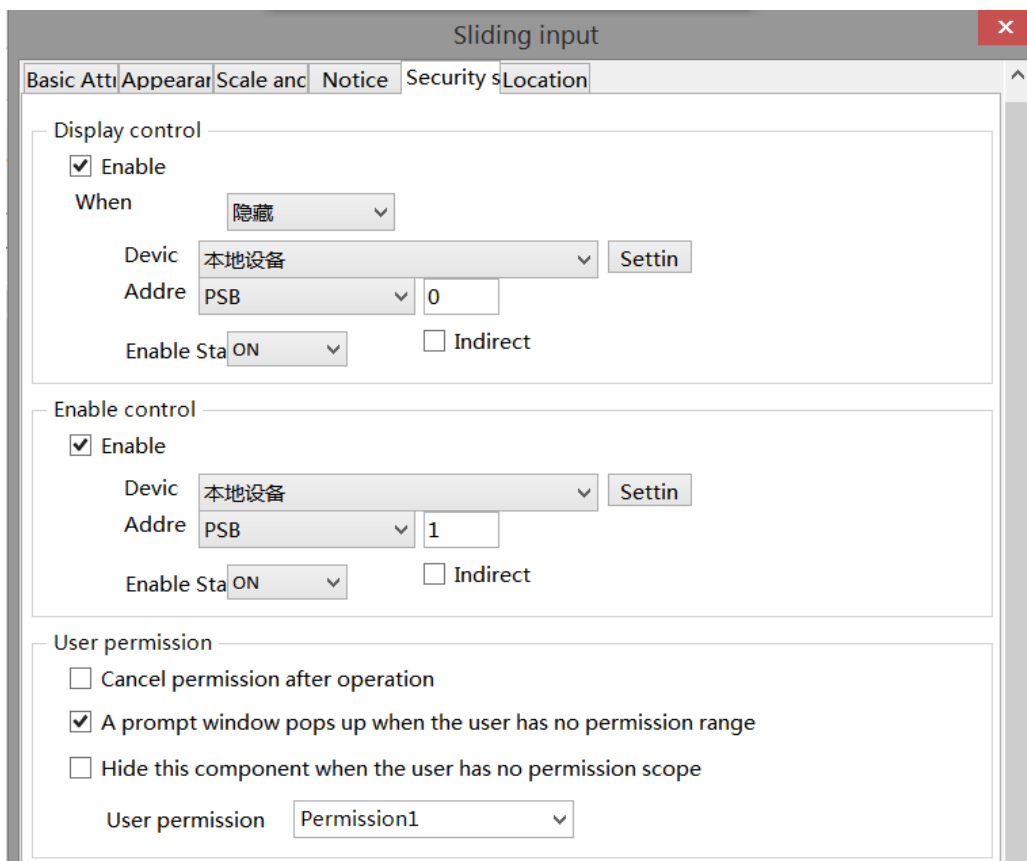 Sliding input
Basic Attı Appearar Scale and Notice Security s Location
Display control
Enable
When 隐藏
Devic 本地设备 Settin
Addre PSB 0
Enable Sta ON Indirect
Enable control
Enable
Devic 本地设备 Settin
Addre PSB 1
Enable Sta ON Indirect
User permission
Cancel permission after operation
A prompt window pops up when the user has no permission range
Hide this component when the user has no permission scope
User permission Permission1